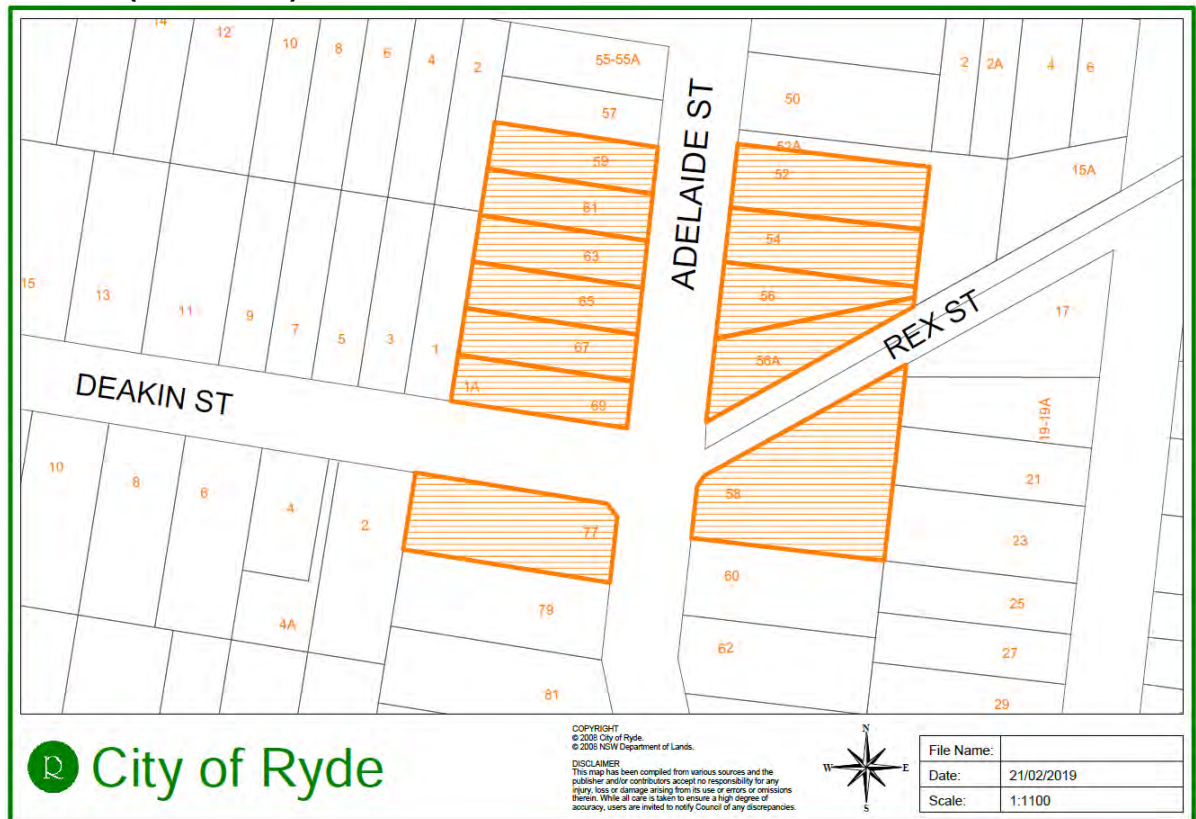 14
12
10
8
6
4
2
55-55A
57
59
61
63
65
67
1A
69
ADELAIDE ST
50
52A
52
54
56
56A
2
2A
4
6
15A
REX ST
17
19-19A
21
23
25
27
29
15
13
11
9
7
5
3
1
DEAKIN ST
10
8
6
4
4A
2
77
79
81
58
60
62
R City of Ryde
COPYRIGHT
© 2008 City of Ryde.
© 2008 NSW Department of Lands.
DISCLAIMER
This map has been compiled from various sources and the
publisher and/or contributors accept no responsibility for any
injury, loss or damage arising from its use or errors or omissions
therein. While all care is taken to ensure a high degree of
accuracy, users are invited to notify Council of any discrepancies.
N
W
E
S
File Name:
Date: 21/02/2019
Scale: 1:1100